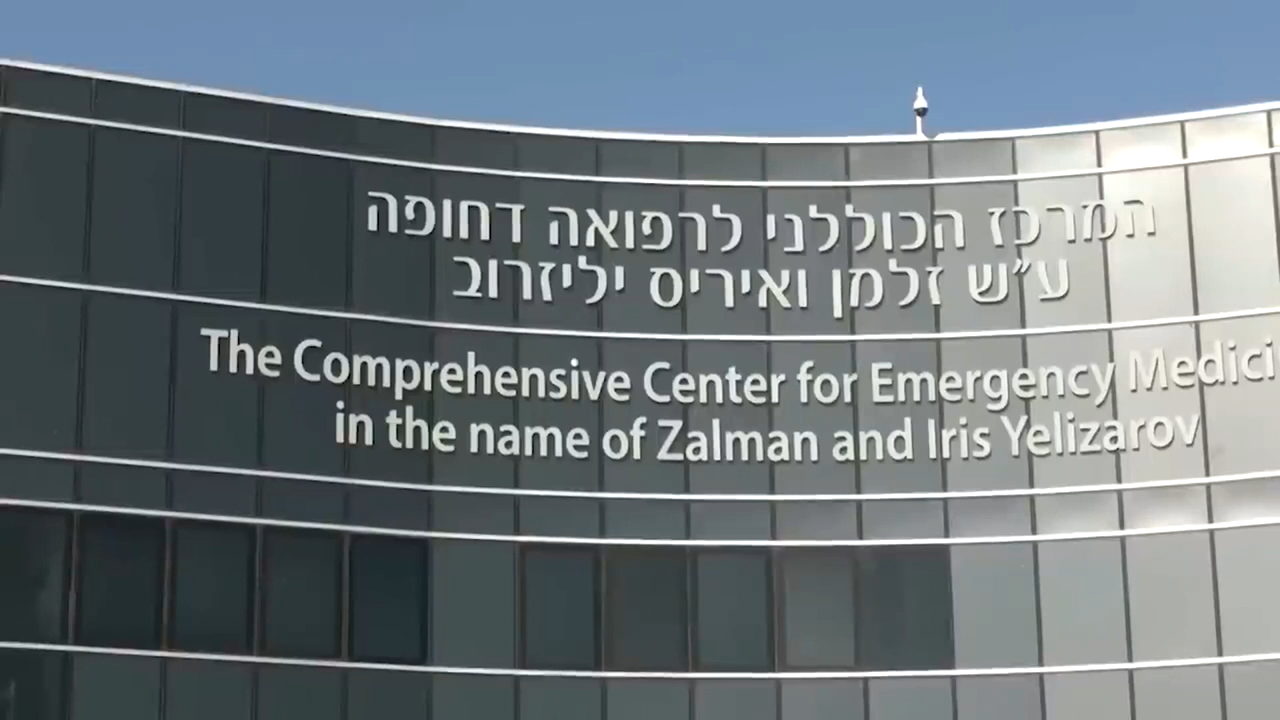 המרכז הכוללני לרפואה דחופה
ע״ש זלמן ואיריס יליזרוב
The Comprehensive Center for Emergency Medici
in the name of Zalman and Iris Yelizarov